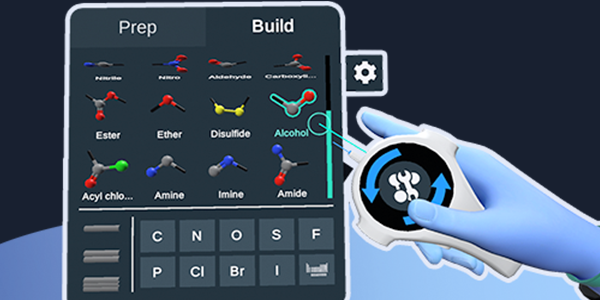 Prep Build
Nitrile Nitro Aldehyde Carboxyli...
Ester Ether Disulfide Alcohol
Acyl chlo... Amine Imine Amide
C N O S F
P Cl Br I